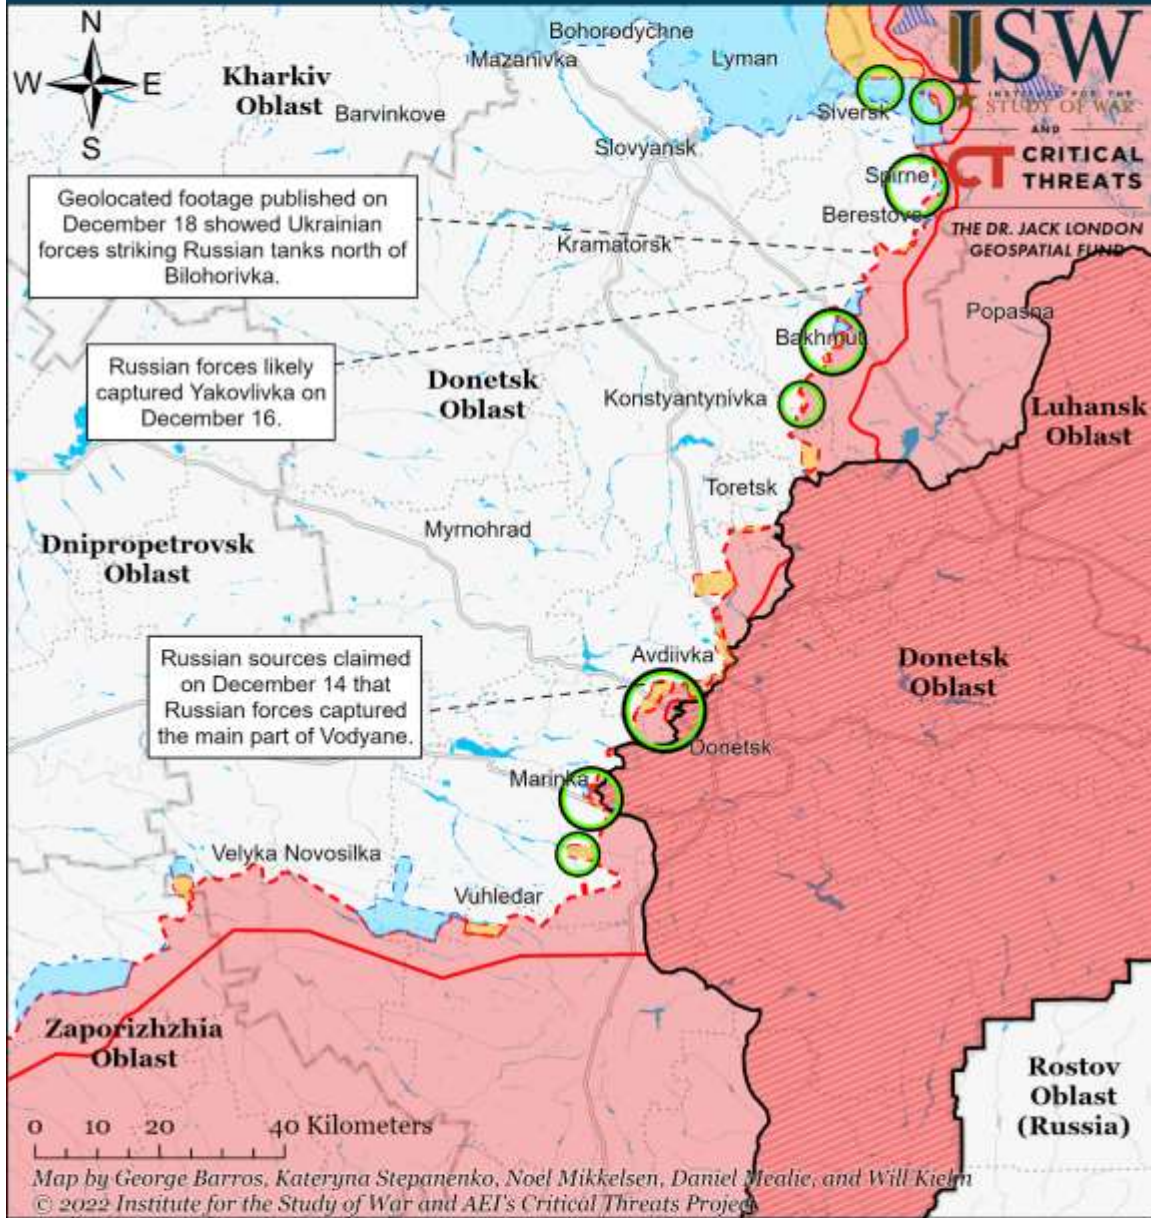 N
W E
S
Kharkiv
Oblast
Barvinkove
Bohorodychne
Mazanivka
Lyman
ISW
INSTITUTE FOR THE
STUDY OF WAR
AND
CT CRITICAL
THREATS
THE DR. JACK LONDON
GEOSPATIAL FUND
Siversk
Slovyansk
Spirne
Berestove
Geolocated footage published on
December 18 showed Ukrainian
forces striking Russian tanks north of
Bilohorivka.
Kramatorsk
Popasna
Russian forces likely
captured Yakovlivka on
December 16.
Bakhmut
Donetsk
Oblast
Konstyantynivka
Luhansk
Oblast
Toretsk
Myrnohrad
Dnipropetrovsk
Oblast
Russian sources claimed
on December 14 that
Russian forces captured
the main part of Vodyane.
Avdiivka
Donetsk
Oblast
Donetsk
Marinka
Velyka Novosilka
Vuhledar
Zaporizhzhia
Oblast
Rostov
Oblast
(Russia)
0 10 20 40 Kilometers
Map by George Barros, Kateryna Stepanenko, Noel Mikkelsen, Daniel Mealie, and Will Kielm
© 2022 Institute for the Study of War and AEI's Critical Threats Project